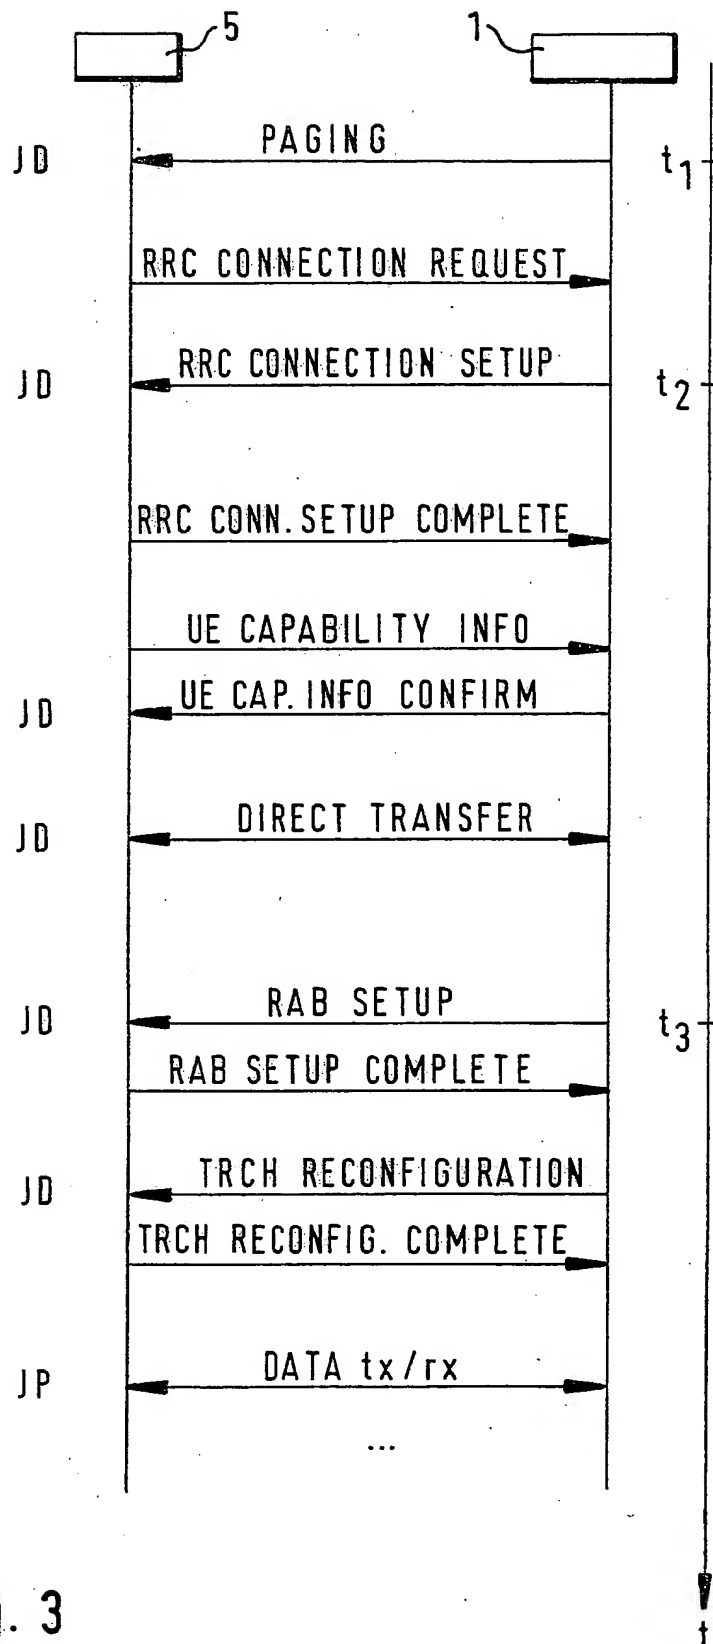 5 1
JD PAGING t1
RRC CONNECTION REQUEST
JD RRC CONNECTION SETUP t2
RRC CONN. SETUP COMPLETE
UE CAPABILITY INFO
JD UE CAP. INFO CONFIRM
JD DIRECT TRANSFER
JD RAB SETUP t3
RAB SETUP COMPLETE
JD TRCH RECONFIGURATION
TRCH RECONFIG. COMPLETE
JP DATA tx/rx
...
. 3
t